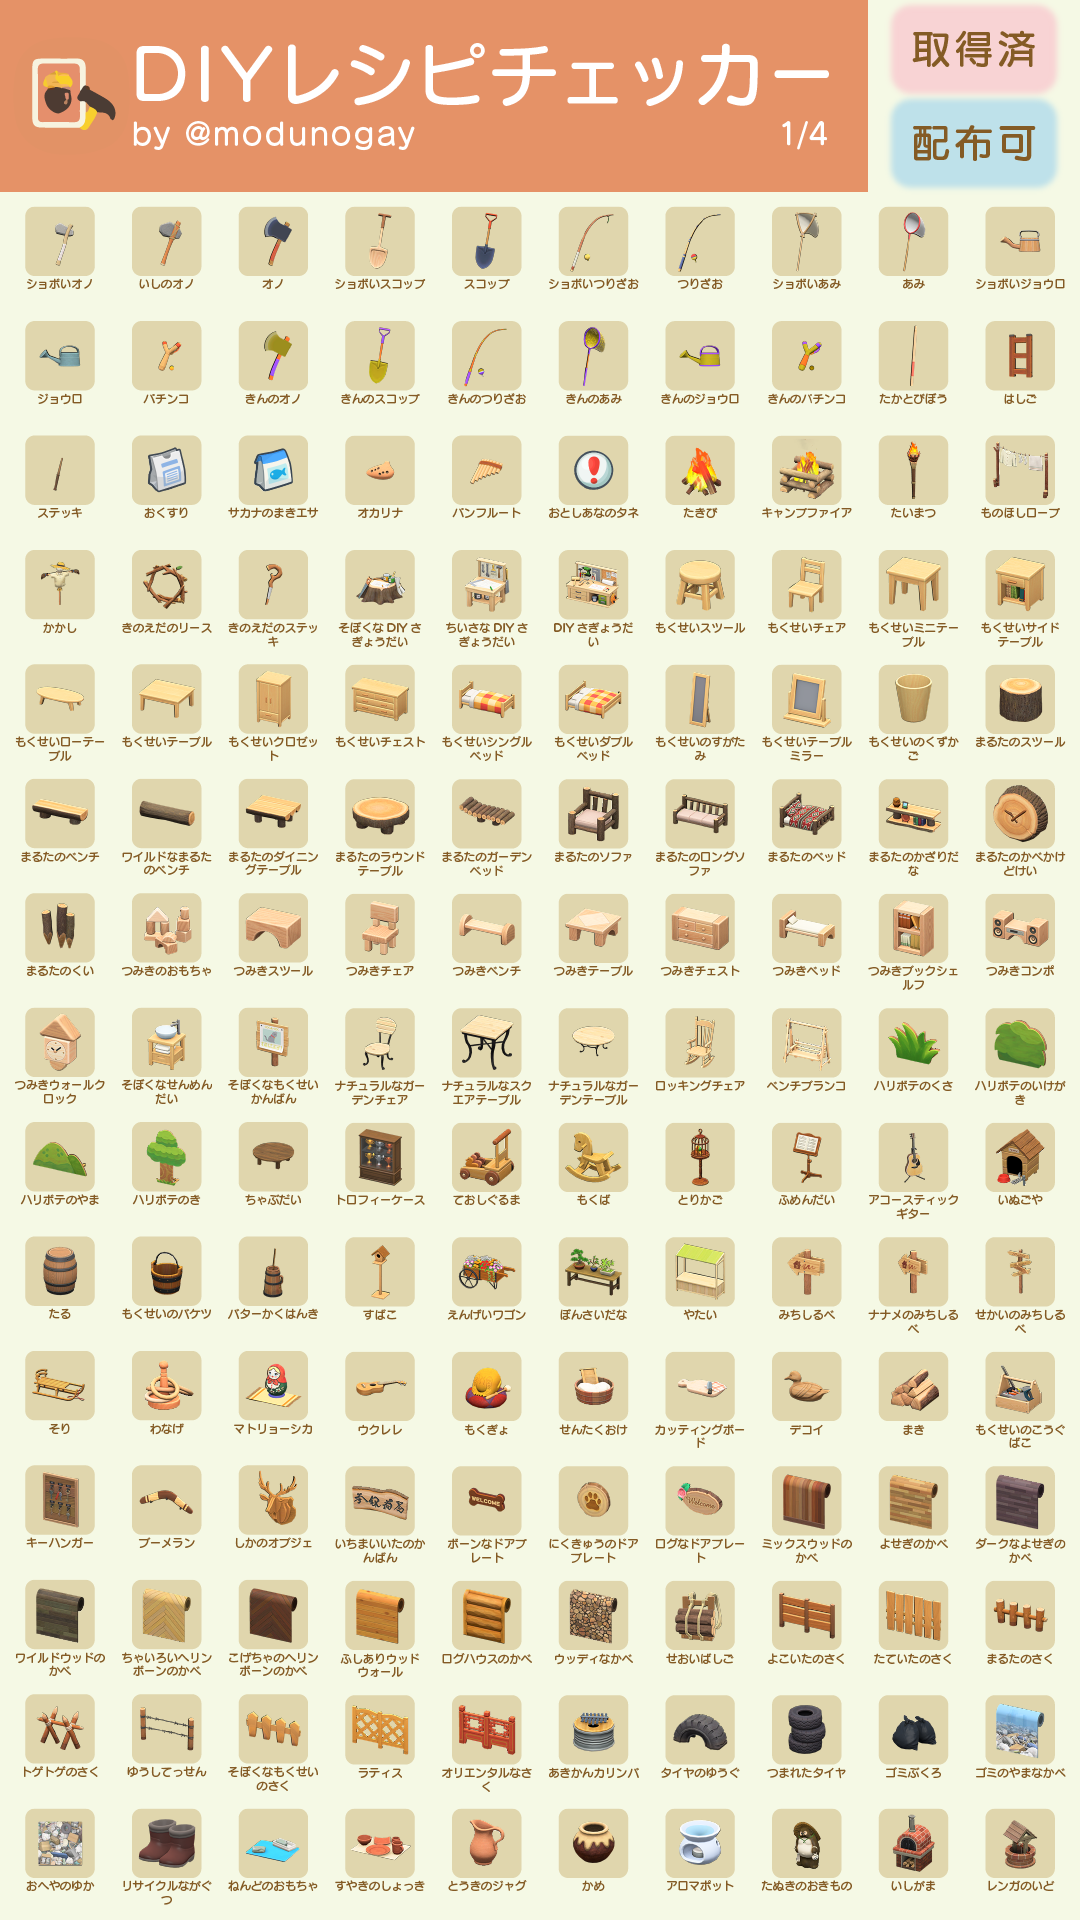 DIYレシピチェッカー
by @modunogay
1/4
取得済
配布可
ショボいオノ
いしのオノ
オノ
ショボいスコップ
スコップ
ショボいつりざお
つりざお
ショボいあみ
あみ
ショボいジョウロ
ジョウロ
パチンコ
きんのオノ
きんのスコップ
きんのつりざお
きんのあみ
きんのジョウロ
きんのパチンコ
たかとびぼう
はしご
ステッキ
おくすり
サカナのまきエサ
オカリナ
パンフルート
おとしあなのタネ
たきび
キャンプファイア
たいまつ
ものほしロープ
かかし
きのえだのリース
きのえだのステッ
キ
そぼくな DIY さ
ぎょうだい
ちいさな DIY さ
ぎょうだい
DIY さぎょうだ
い
もくせいスツール
もくせいチェア
もくせいミニテー
ブル
もくせいサイド
テーブル
もくせいローテー
ブル
もくせいテーブル
もくせいクロゼッ
ト
もくせいチェスト
もくせいシングル
ベッド
もくせいダブル
ベッド
もくせいのすがた
み
もくせいテーブル
ミラー
もくせいのくずか
ご
まるたのスツール
まるたのベンチ
ワイルドなまるた
のベンチ
まるたのダイニン
グテーブル
まるたのラウンド
テーブル
まるたのガーデン
ベッド
まるたのソファ
まるたのロングソ
ファ
まるたのベッド
まるたのかざりだ
な
まるたのかべかけ
どけい
まるたのくい
つみきのおもちゃ
つみきスツール
つみきチェア
つみきベンチ
つみきテーブル
つみきチェスト
つみきベッド
つみきブックシェ
ルフ
つみきコンポ
つみきウォールク
ロック
そぼくなせんめん
だい
そぼくなもくせい
かんばん
ナチュラルなガー
デンチェア
ナチュラルなスク
エアテーブル
ナチュラルなガー
デンテーブル
ロッキングチェア
ベンチブランコ
ハリボテのくさ
ハリボテのいけが
き
ハリボテのやま
ハリボテのき
ちゃぶだい
トロフィーケース
ておしぐるま
もくば
とりかご
ふめんだい
アコースティック
ギター
いぬごや
たる
もくせいのバケツ
バターかくはんき
すばこ
えんげいワゴン
ぼんさいだな
やたい
みちしるべ
ナナメのみちしる
べ
せかいのみちしる
べ
そり
わなげ
マトリョーシカ
ウクレレ
もくぎょ
せんたくおけ
カッティングボー
ド
デコイ
まき
もくせいのこうぐ
ばこ
WELCOME
Welcome
キーハンガー
ブーメラン
しかのオブジェ
いちまいいたのか
んばん
ボーンなドアプ
レート
にくきゅうのドア
プレート
ログなドアプレー
ト
ミックスウッドの
かべ
よせぎのかべ
ダークなよせぎの
かべ
ワイルドウッドの
かべ
ちゃいろいヘリン
ボーンのかべ
こげちゃのヘリン
ボーンのかべ
ふしありウッド
ウォール
ログハウスのかべ
ウッディなかべ
せおいばしご
よこいたのさく
たていたのさく
まるたのさく
トゲトゲのさく
ゆうしてっせん
そぼくなもくせい
のさく
ラティス
オリエンタルなさ
く
あきかんカリンバ
タイヤのゆうぐ
つまれたタイヤ
ゴミぶくろ
ゴミのやまなかべ
おへやのゆか
リサイクルながぐ
つ
ねんどのおもちゃ
すやきのしょっき
とうきのジャグ
かめ
アロマポット
たぬきのおきもの
いしがま
レンガのいど